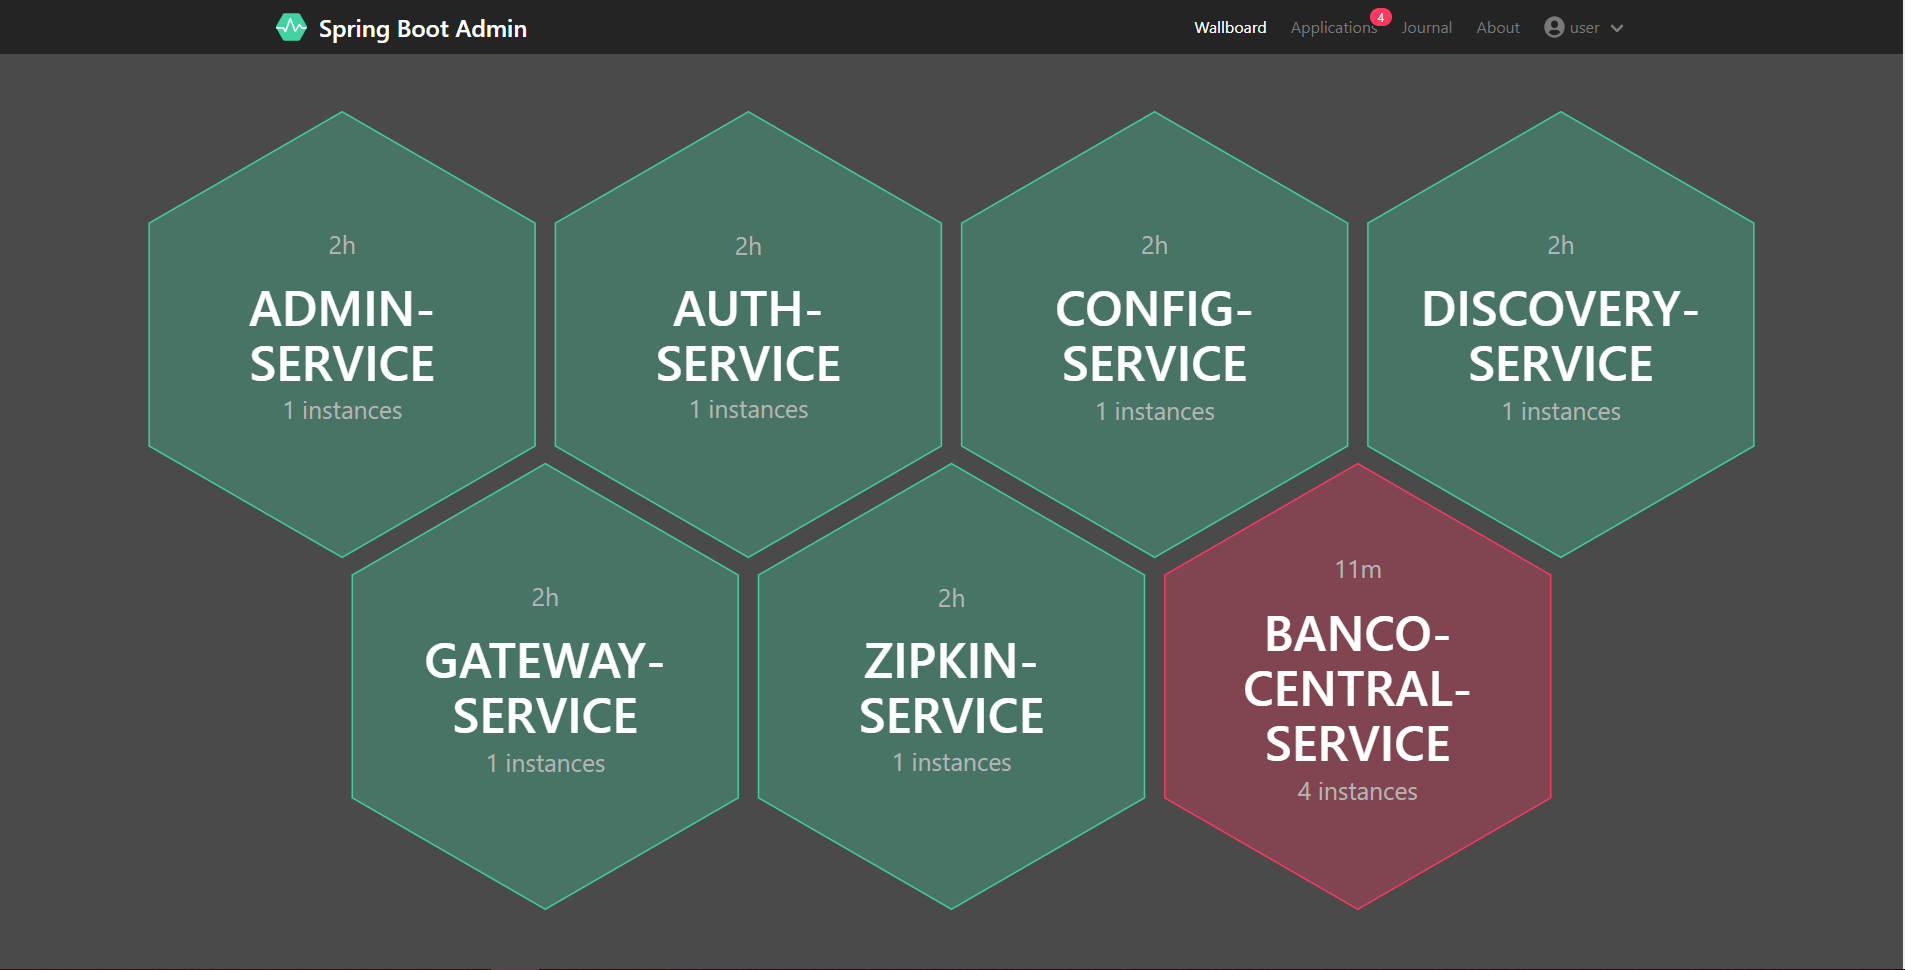 Spring Boot Admin
Wallboard
Applications
4
Journal
About
user
2h
ADMIN-
SERVICE
1 instances
2h
AUTH-
SERVICE
1 instances
2h
CONFIG-
SERVICE
1 instances
2h
DISCOVERY-
SERVICE
1 instances
2h
GATEWAY-
SERVICE
1 instances
2h
ZIPKIN-
SERVICE
1 instances
11m
BANCO-
CENTRAL-
SERVICE
4 instances